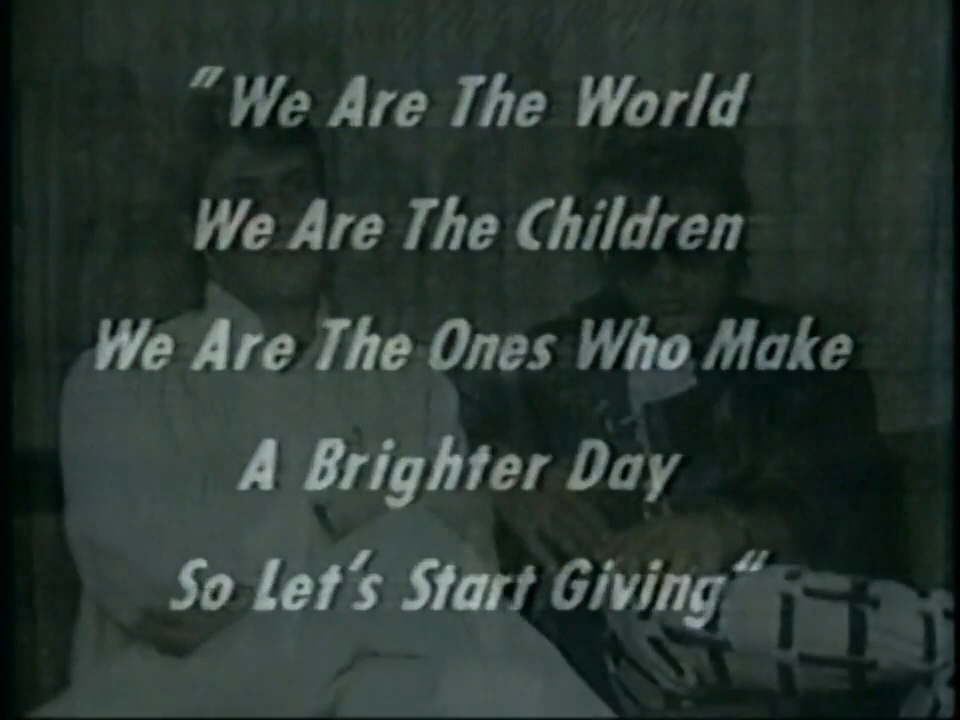 "We Are The World
We Are The Children
We Are The Ones Who Make
A Brighter Day
So Let's Start Giving"